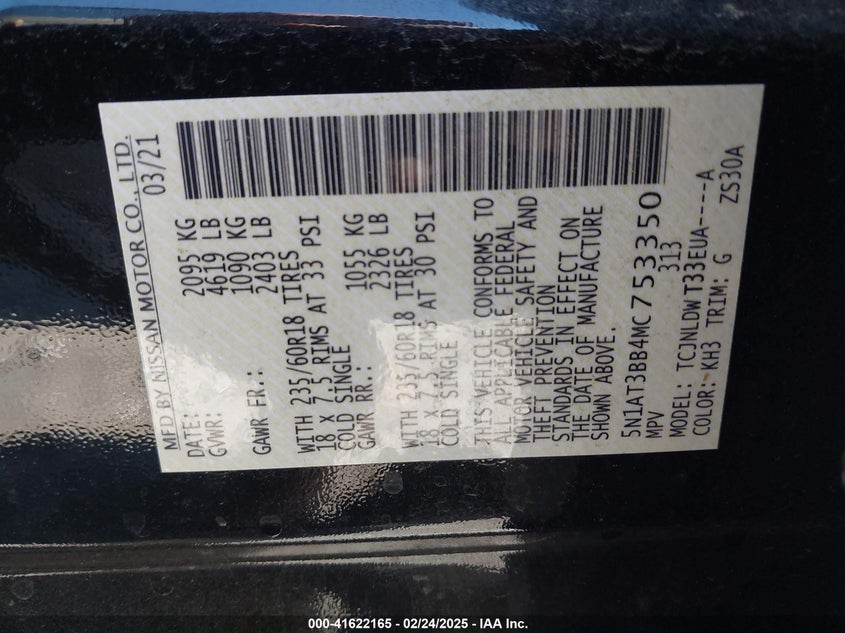 MFD BY NISSAN MOTOR CO., LTD.
DATE: 03/21
GVWR: 2095 KG
4619 LB
GAWR FR.: 1090 KG
2403 LB
WITH 235/60R18 TIRES
18 X 7.5 RIMS AT 33 PSI
COLD SINGLE
GAWR RR.: 1055 KG
2326 LB
WITH 235/60R18 TIRES
18 X 7.5 RIMS AT 30 PSI
COLD SINGLE
THIS VEHICLE CONFORMS TO
ALL APPLICABLE FEDERAL
MOTOR VEHICLE SAFETY AND
THEFT PREVENTION
STANDARDS IN EFFECT ON
THE DATE OF MANUFACTURE
SHOWN ABOVE.
5N1AT3BB4MC753350
MPV 313
MODEL: TCJNLDWT33EUA----A
COLOR: KH3 TRIM: G ZS30A
000-41622165 - 02/24/2025 - IAA Inc.